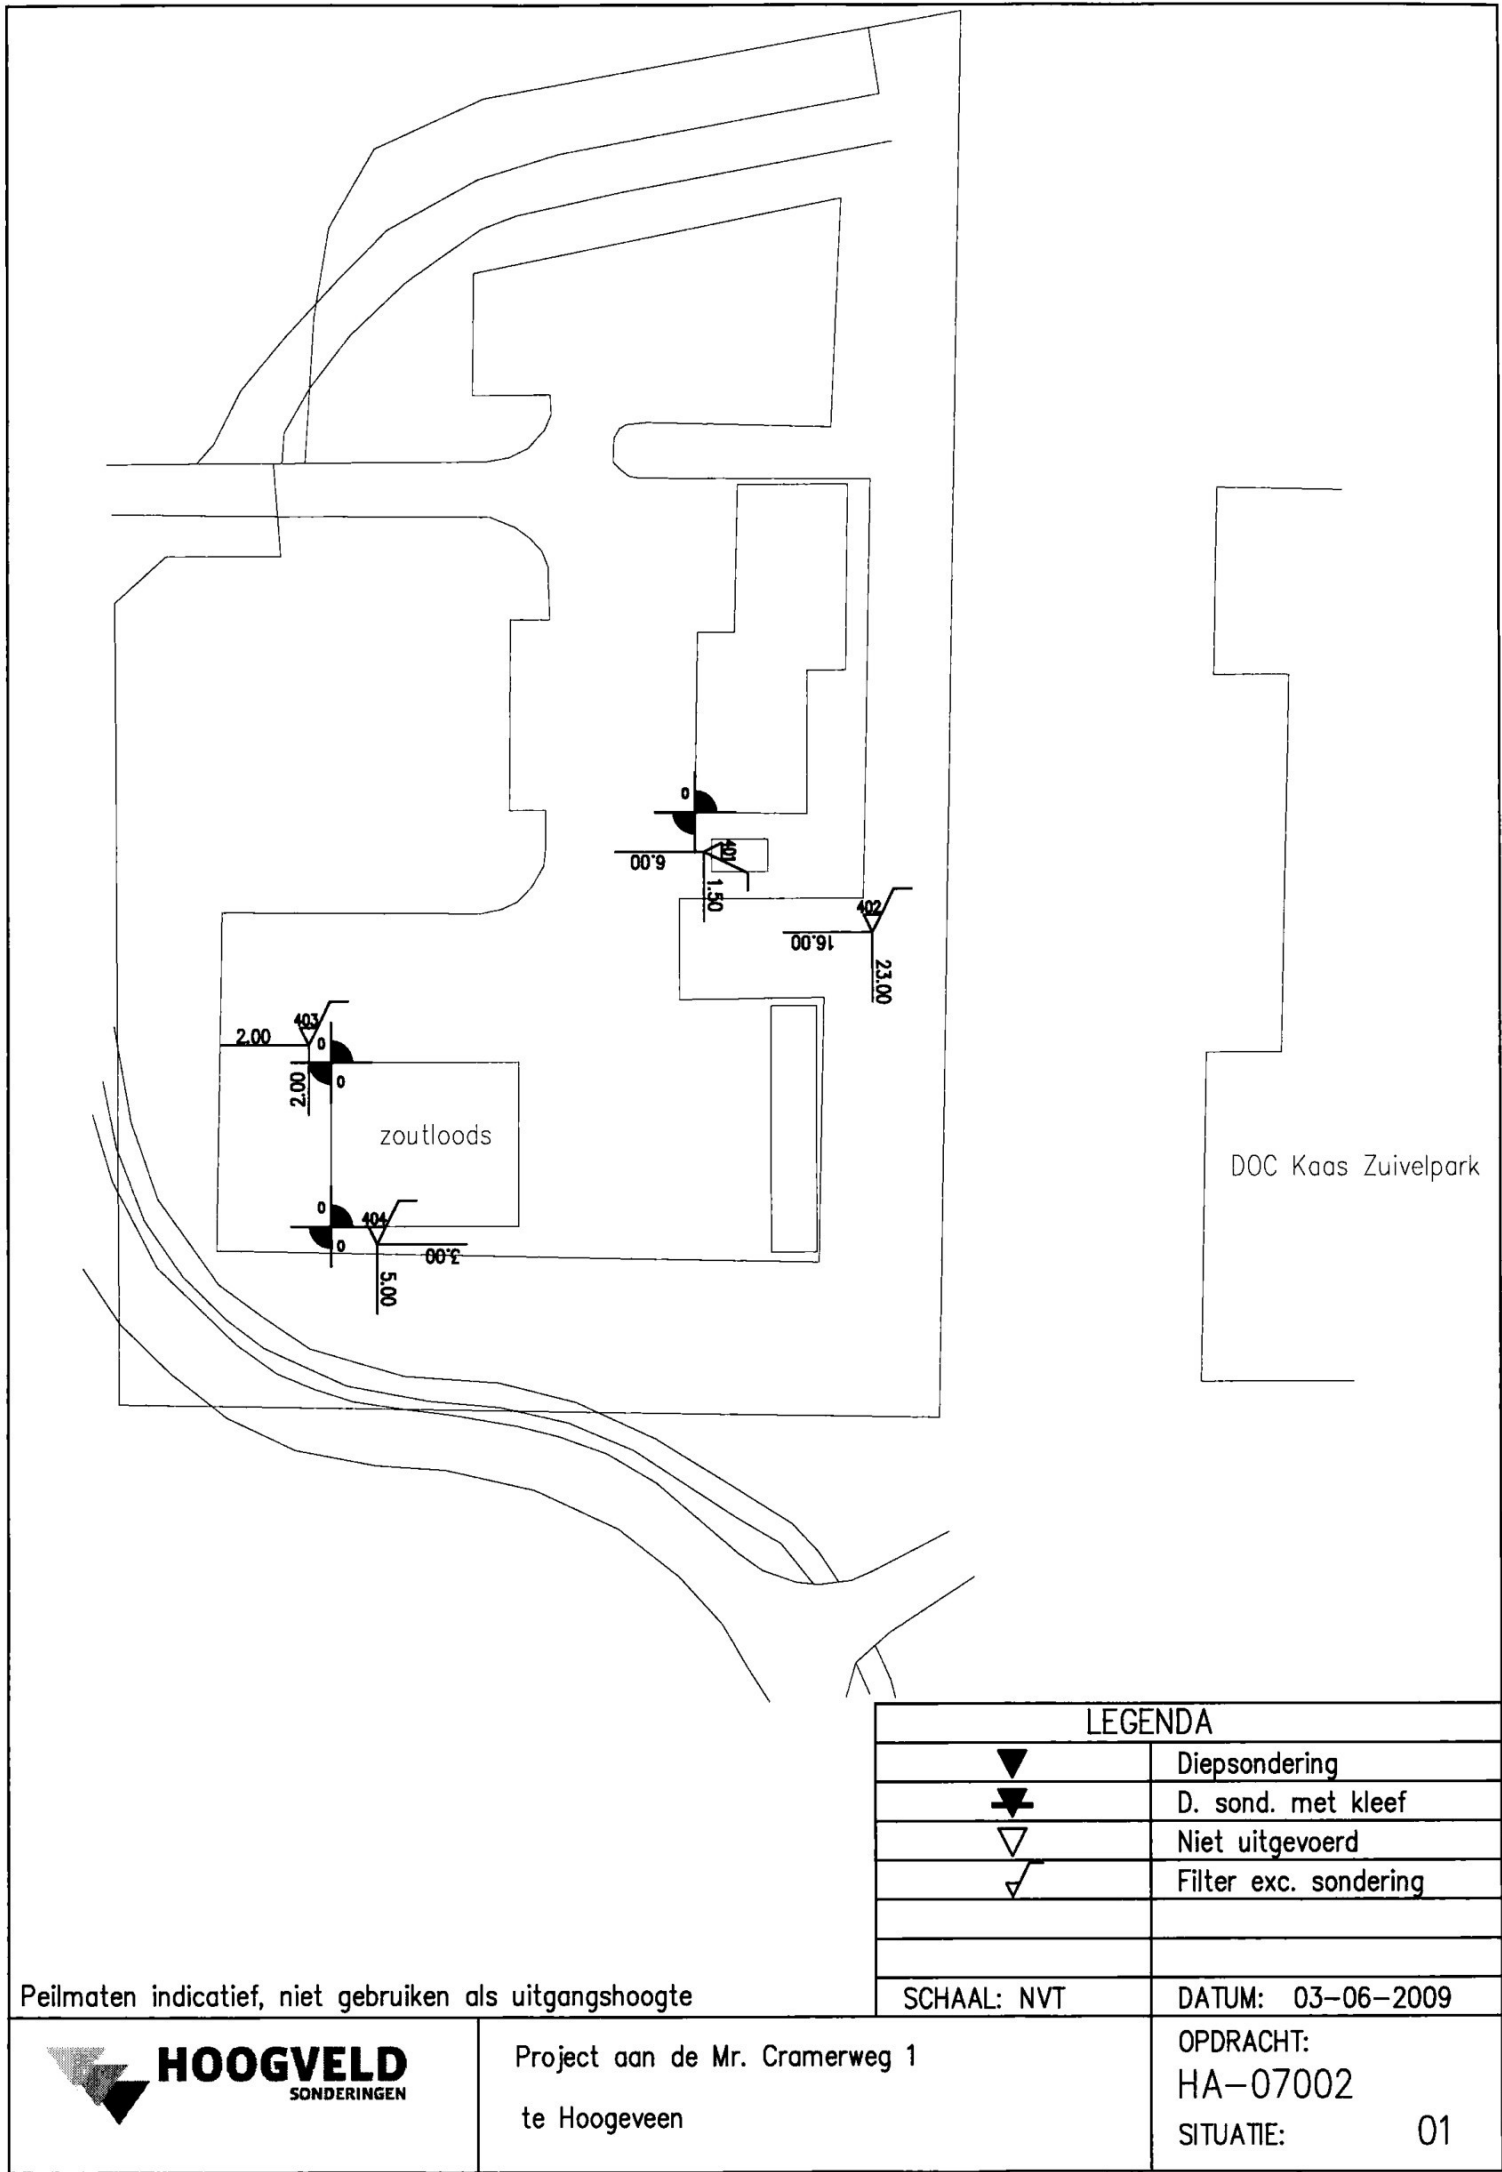 0
401
6.00
1.50
402
16.00
23.00
403
2.00
0
0
2.00
zoutloods
DOC Kaas Zuivelpark
0
404
0
3.00
5.00
LEGENDA
Diepsondering
D. sond. met kleef
Niet uitgevoerd
Filter exc. sondering
Peilmaten indicatief, niet gebruiken als uitgangshoogte
SCHAAL: NVT
DATUM: 03-06-2009
HOOGVELD
SONDERINGEN
Project aan de Mr. Cramerweg 1
te Hoogeveen
OPDRACHT:
HA-07002
SITUATIE: 01